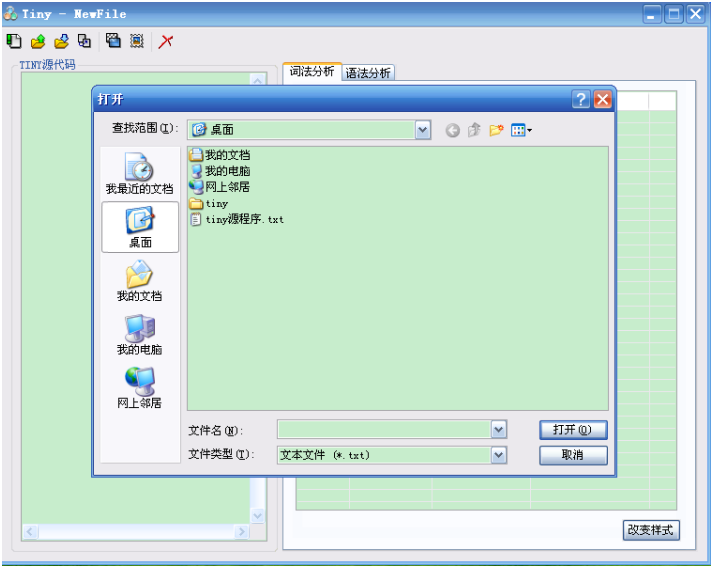 Tiny - NewFile
TINY源代码
词法分析 语法分析
打开
查找范围(I): 桌面
我最近的文档
桌面
我的文档
我的电脑
网上邻居
我的文档
我的电脑
网上邻居
tiny
tiny源程序.txt
文件名(N): 打开(O)
文件类型(T): 文本文件 (*.txt) 取消
改变样式